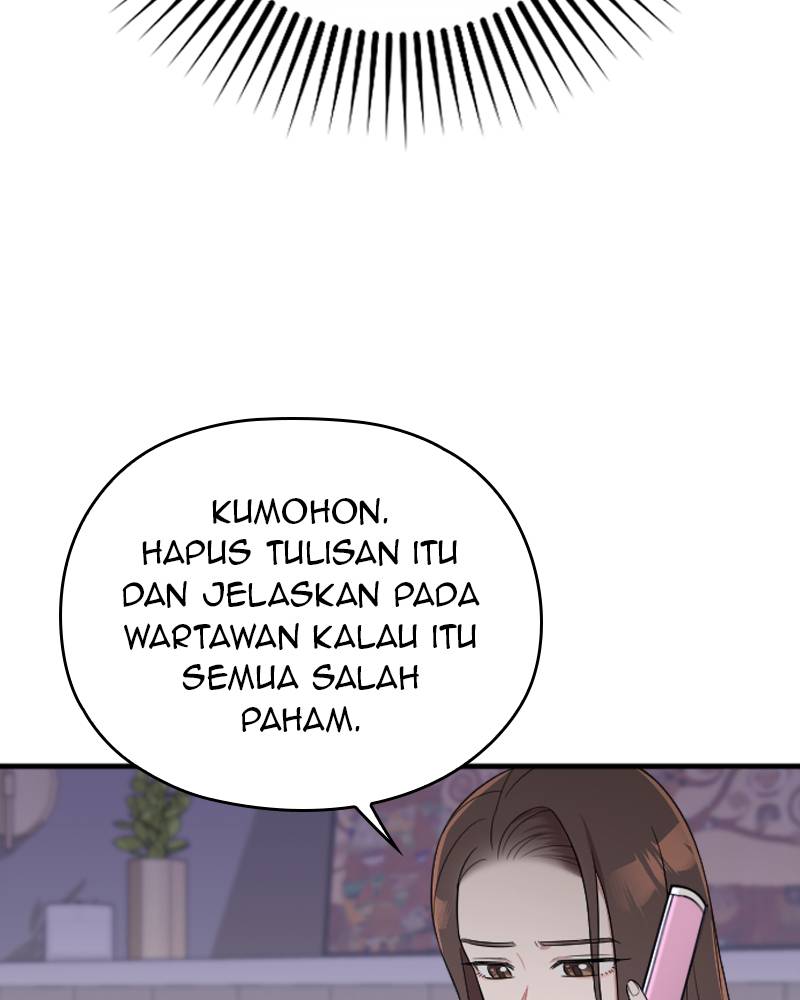 KUMOHON.
HAPUS TULISAN ITU
DAN JELASKAN PADA
WARTAWAN KALAU ITU
SEMUA SALAH
PAHAM.